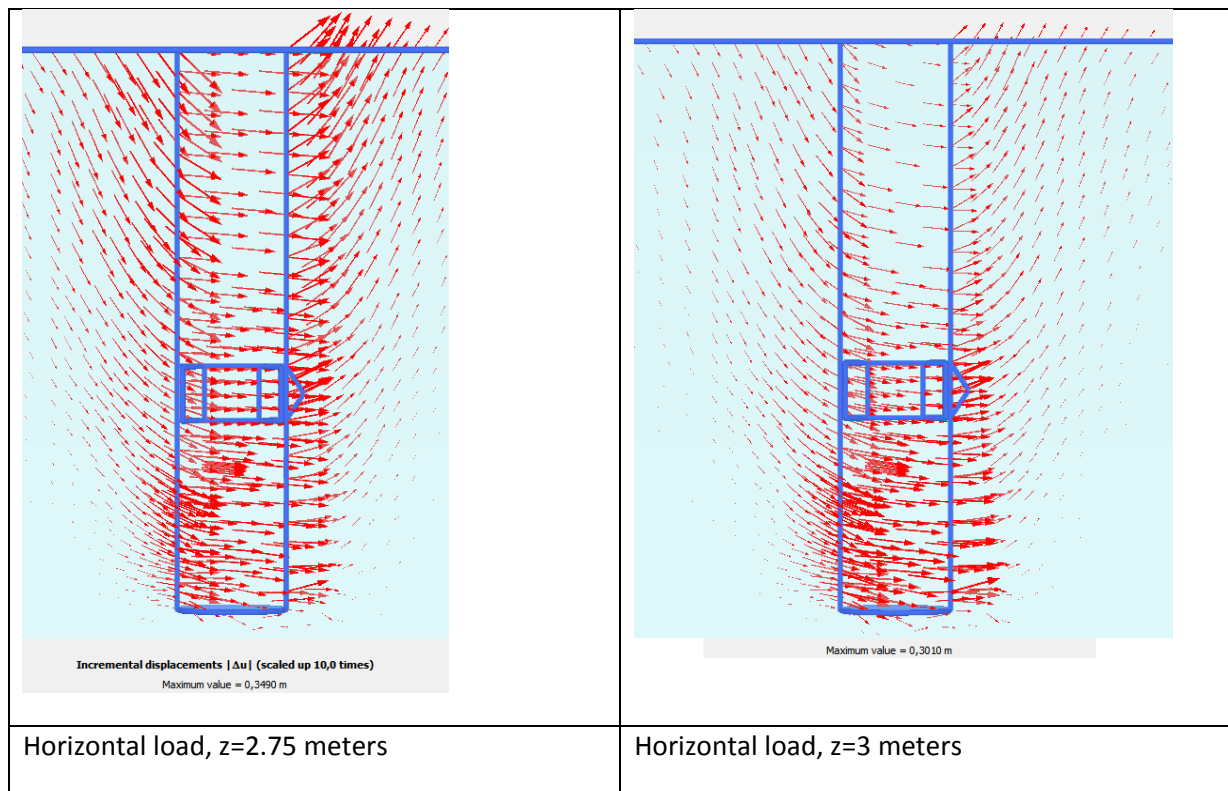 Incremental displacements |Δu| (scaled up 10,0 times)
Maximum value = 0,3490 m
Maximum value = 0,3010 m
Horizontal load, z=2.75 meters
Horizontal load, z=3 meters